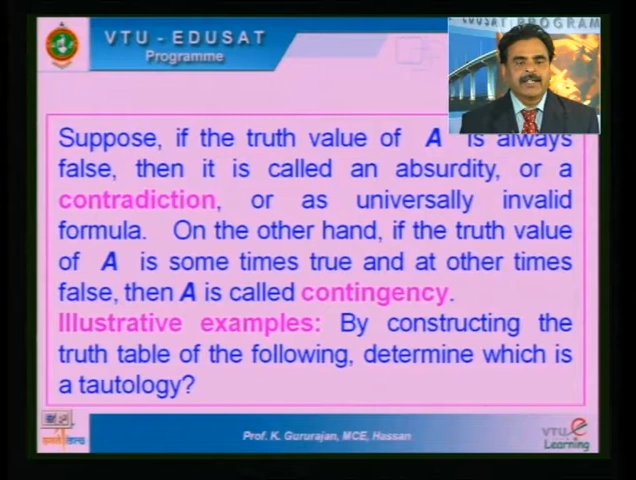 VTU - EDUSAT
Programme
EDUSAT PROGRAM
Suppose, if the truth value of A is always
false, then it is called an absurdity, or a
contradiction, or as universally invalid
formula. On the other hand, if the truth value
of A is some times true and at other times
false, then A is called contingency.
Illustrative examples: By constructing the
truth table of the following, determine which is
a tautology?
Prof. K. Gururajan, MCE, Hassan
VTU e
Learning